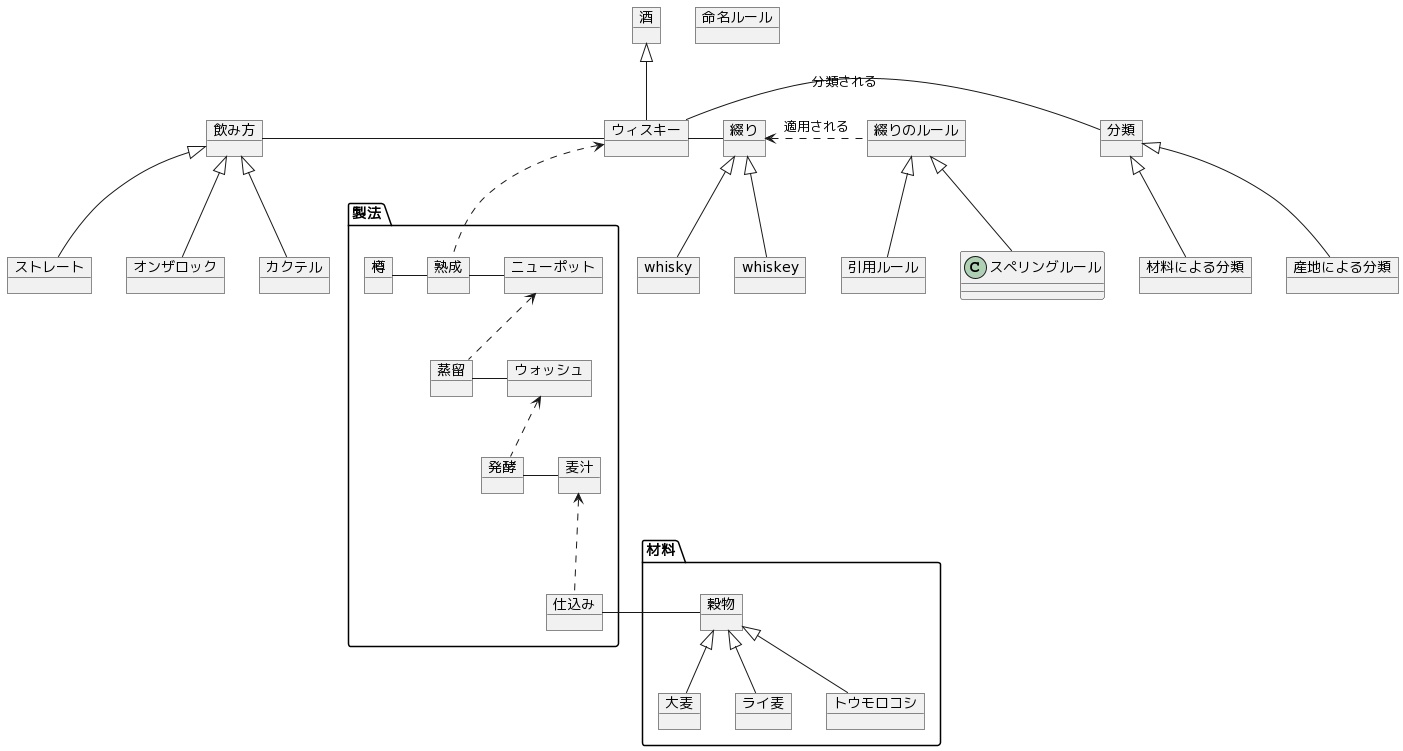 酒
命名ルール
分類される
飲み方
ウィスキー
綴り
適用される
綴りのルール
分類
製法
ストレート
オンザロック
カクテル
樽
熟成
ニューポット
whisky
whiskey
引用ルール
C スペリングルール
材料による分類
産地による分類
蒸留
ウォッシュ
発酵
麦汁
材料
仕込み
穀物
大麦
ライ麦
トウモロコシ